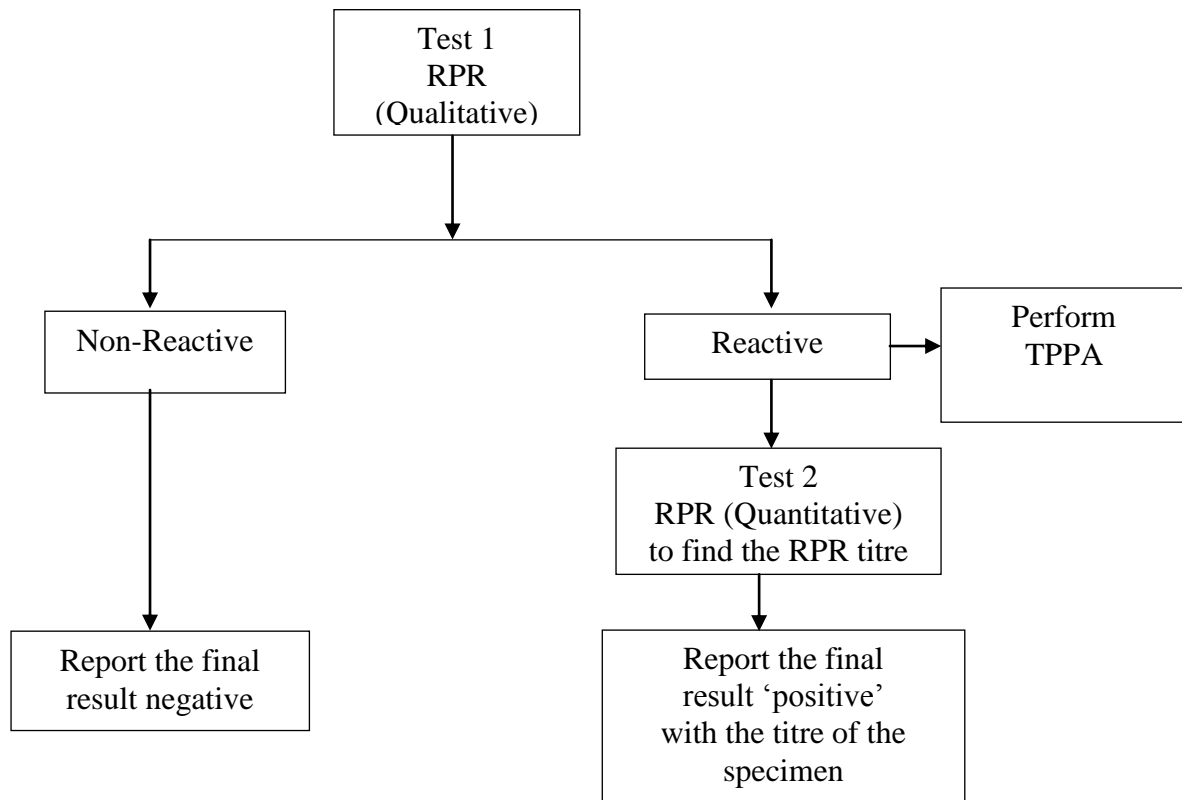 Test 1
RPR
(Qualitative)
Non-Reactive
Reactive
Perform
TPPA
Test 2
RPR (Quantitative)
to find the RPR titre
Report the final
result negative
Report the final
result ‘positive’
with the titre of the
specimen